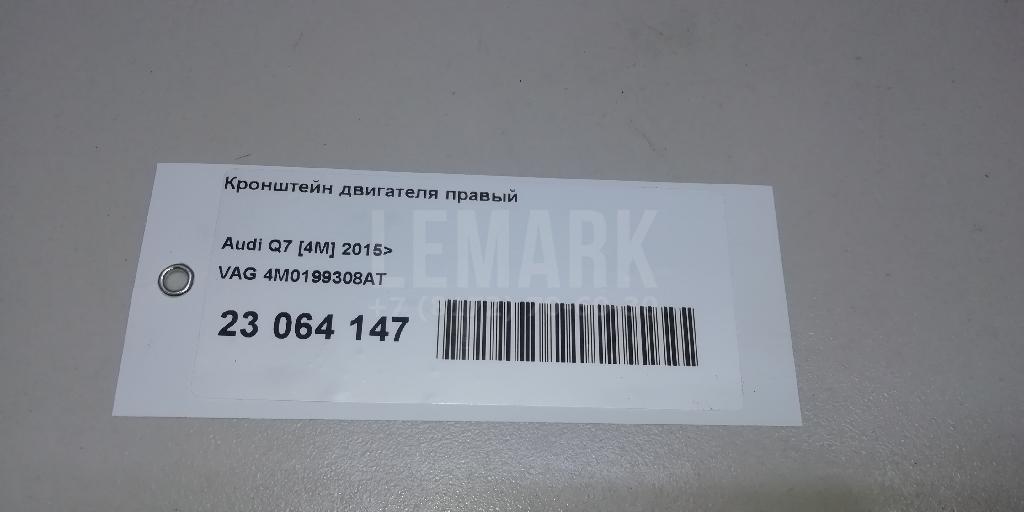 Кронштейн двигателя правый
LEMARK
Audi Q7 [4M] 2015>
VAG 4M0199308AT
23 064 147